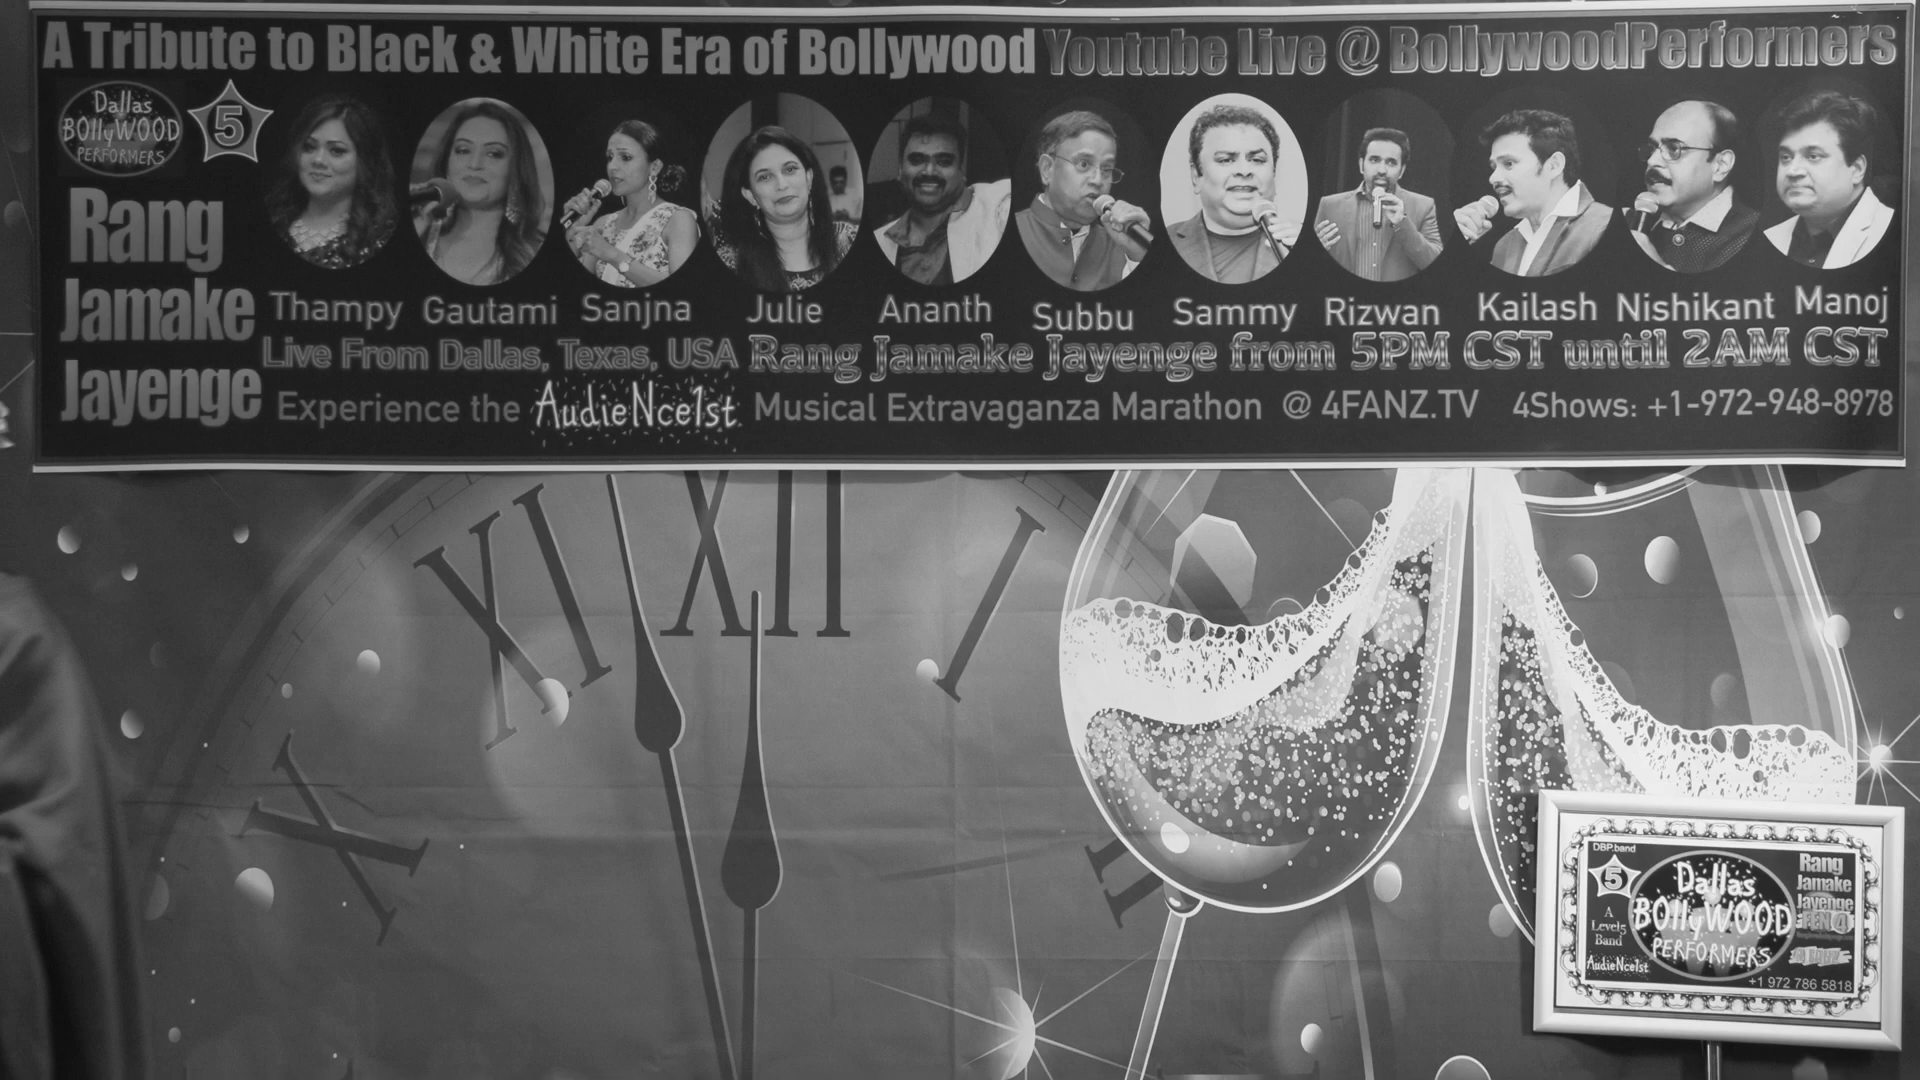 A Tribute to Black & White Era of Bollywood Youtube Live @ BollywoodPerformers
Dallas
BOllyWOOD
PERFORMERS
5
Rang
Jamake
Jayenge
Thampy Gautami Sanjna Julie Ananth Subbu Sammy Rizwan Kailash Nishikant Manoj
Live From Dallas, Texas, USA Rang Jamake Jayenge from 5PM CST until 2AM CST
Experience the AudieNce1st Musical Extravaganza Marathon @ 4FANZ.TV 4Shows: +1-972-948-8978
XI XII I
X II
DBP.band
5
A
Level5
Band
AudieNce1st
Dallas
BOllyWOOD
PERFORMERS
Rang
Jamake
Jayenge
+1 972 786 5818